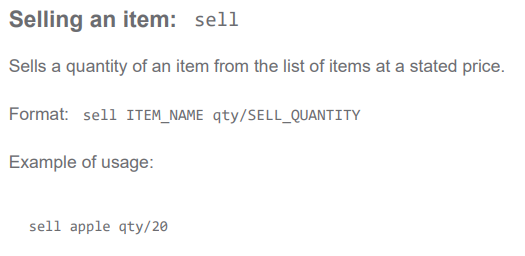 Selling an item: sell
Sells a quantity of an item from the list of items at a stated price.
Format: sell ITEM_NAME qty/SELL_QUANTITY
Example of usage:
sell apple qty/20